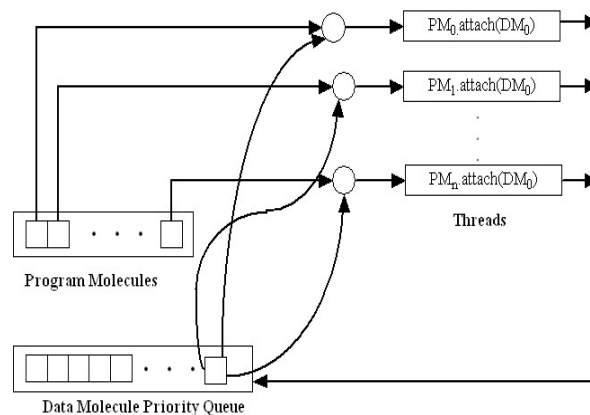 PM₀.attach(DM₀)
PM₁.attach(DM₀)
PMₙ.attach(DM₀)
Threads
Program Molecules
Data Molecule Priority Queue